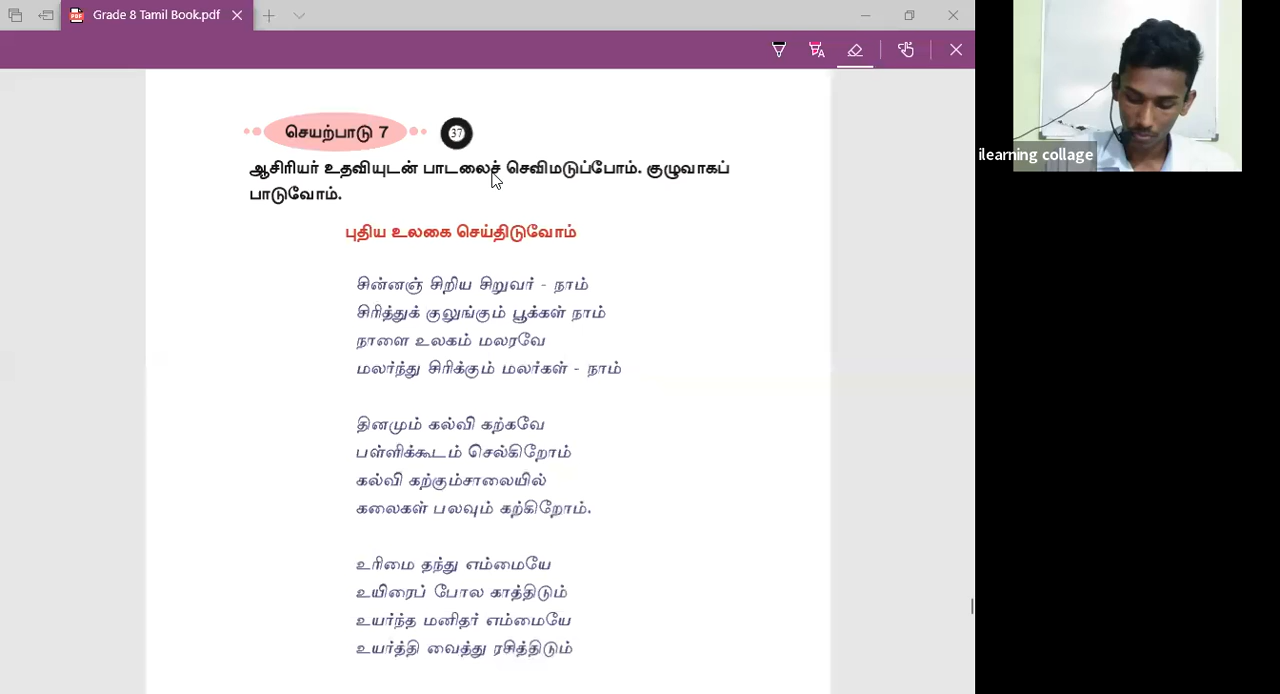 Grade 8 Tamil Book.pdf
செயற்பாடு 7
37
ஆசிரியர் உதவியுடன் பாடலைச் செவிமடுப்போம். குழுவாகப்
பாடுவோம்.
புதிய உலகை செய்திடுவோம்
சின்னஞ் சிறிய சிறுவர் - நாம்
சிரித்துக் குலுங்கும் பூக்கள் நாம்
நாளை உலகம் மலரவே
மலர்ந்து சிரிக்கும் மலர்கள் - நாம்
தினமும் கல்வி கற்கவே
பள்ளிக்கூடம் செல்கிறோம்
கல்வி கற்கும்சாலையில்
கலைகள் பலவும் கற்கிறோம்.
உரிமை தந்து எம்மையே
உயிரைப் போல காத்திடும்
உயர்ந்த மனிதர் எம்மையே
உயர்த்தி வைத்து ரசித்திடும்
ilearning collage